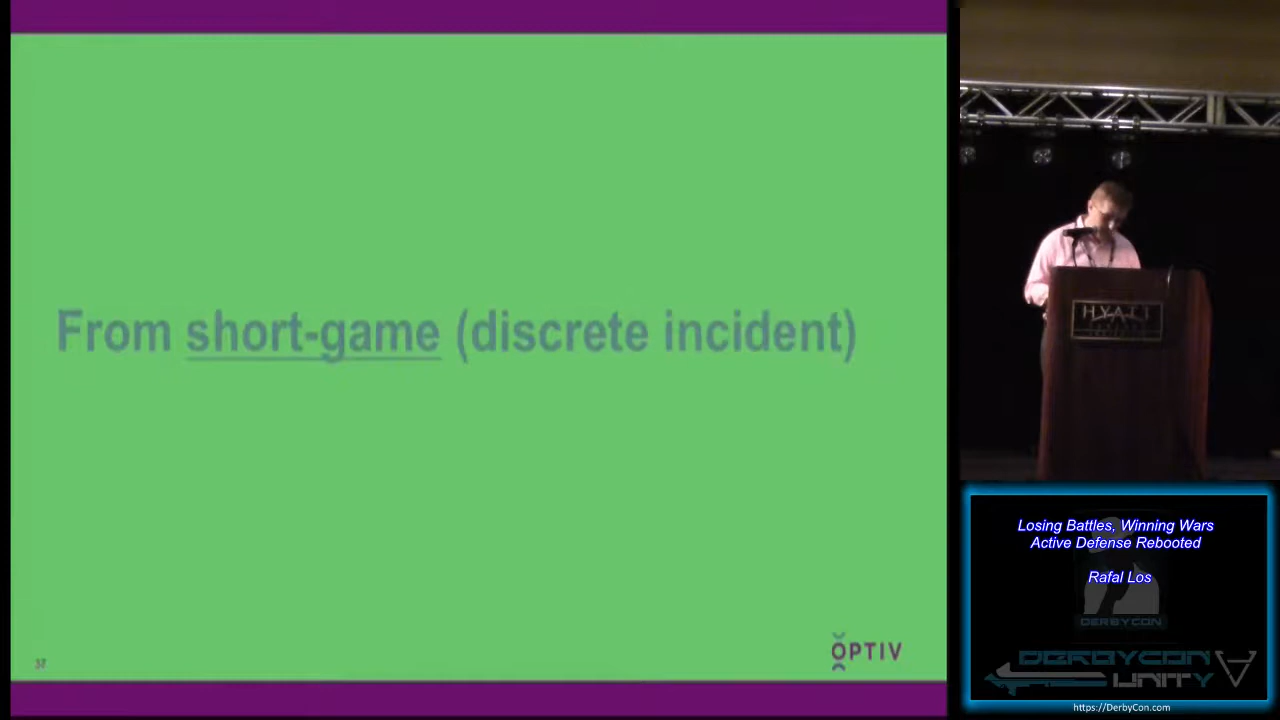 From short-game (discrete incident)
37
OPTIV
HYATT
Losing Battles, Winning Wars
Active Defense Rebooted
Rafal Los
DERBYCON
DERBYCON
UNITY
https://DerbyCon.com